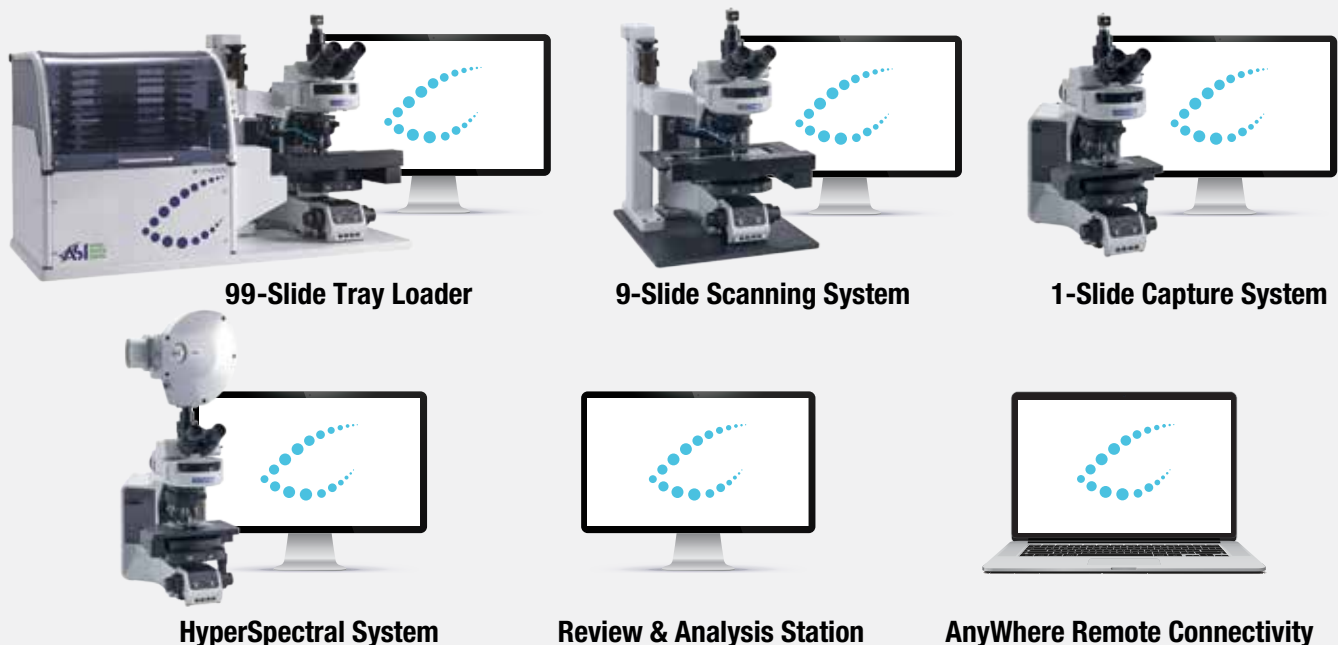 ASI
99-Slide Tray Loader
9-Slide Scanning System
1-Slide Capture System
HyperSpectral System
Review & Analysis Station
AnyWhere Remote Connectivity